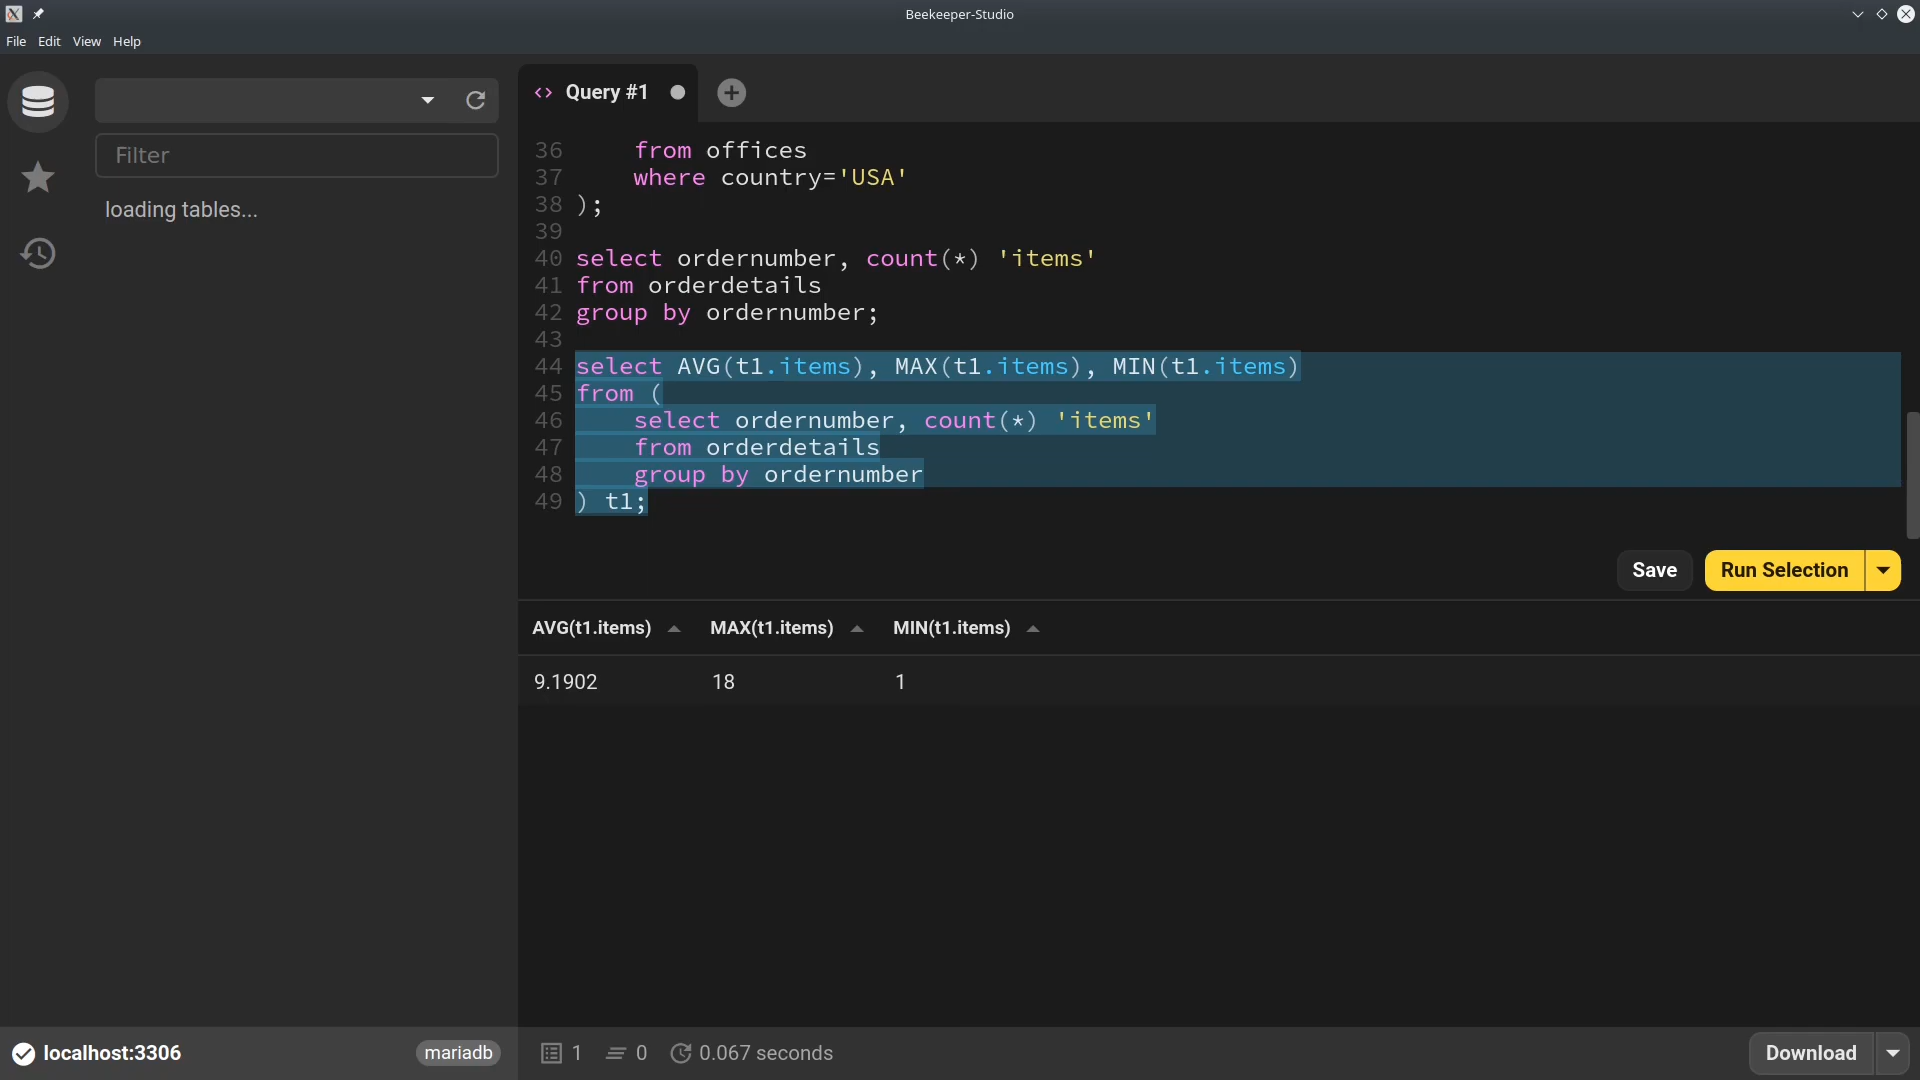 Beekeeper-Studio
File Edit View Help
Filter
loading tables...
Query #1
36 from offices
37 where country='USA'
38 );
39
40 select ordernumber, count(*) 'items'
41 from orderdetails
42 group by ordernumber;
43
44 select AVG(t1.items), MAX(t1.items), MIN(t1.items)
45 from (
46 select ordernumber, count(*) 'items'
47 from orderdetails
48 group by ordernumber
49 ) t1;
Save Run Selection
AVG(t1.items) MAX(t1.items) MIN(t1.items)
9.1902 18 1
localhost:3306 mariadb 1 0 0.067 seconds Download